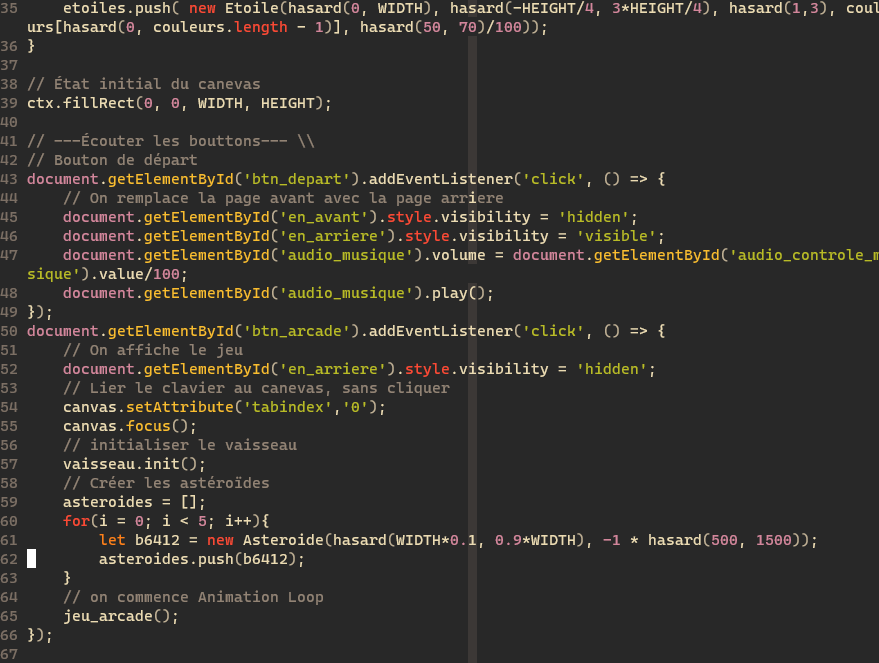 35     etoiles.push( new Etoile(hasard(0, WIDTH), hasard(-HEIGHT/4, 3*HEIGHT/4), hasard(1,3), coul
urs[hasard(0, couleurs.length - 1)], hasard(50, 70)/100));
36 }
37
38 // État initial du canevas
39 ctx.fillRect(0, 0, WIDTH, HEIGHT);
40
41 // ---Écouter les bouttons--- \\
42 // Bouton de départ
43 document.getElementById('btn_depart').addEventListener('click', () => {
44     // On remplace la page avant avec la page arriere
45     document.getElementById('en_avant').style.visibility = 'hidden';
46     document.getElementById('en_arriere').style.visibility = 'visible';
47     document.getElementById('audio_musique').volume = document.getElementById('audio_controle_m
sique').value/100;
48     document.getElementById('audio_musique').play();
49 });
50 document.getElementById('btn_arcade').addEventListener('click', () => {
51     // On affiche le jeu
52     document.getElementById('en_arriere').style.visibility = 'hidden';
53     // Lier le clavier au canevas, sans cliquer
54     canvas.setAttribute('tabindex','0');
55     canvas.focus();
56     // initialiser le vaisseau
57     vaisseau.init();
58     // Créer les astéroïdes
59     asteroides = [];
60     for(i = 0; i < 5; i++){
61         let b6412 = new Asteroide(hasard(WIDTH*0.1, 0.9*WIDTH), -1 * hasard(500, 1500));
62         asteroides.push(b6412);
63     }
64     // on commence Animation Loop
65     jeu_arcade();
66 });
67